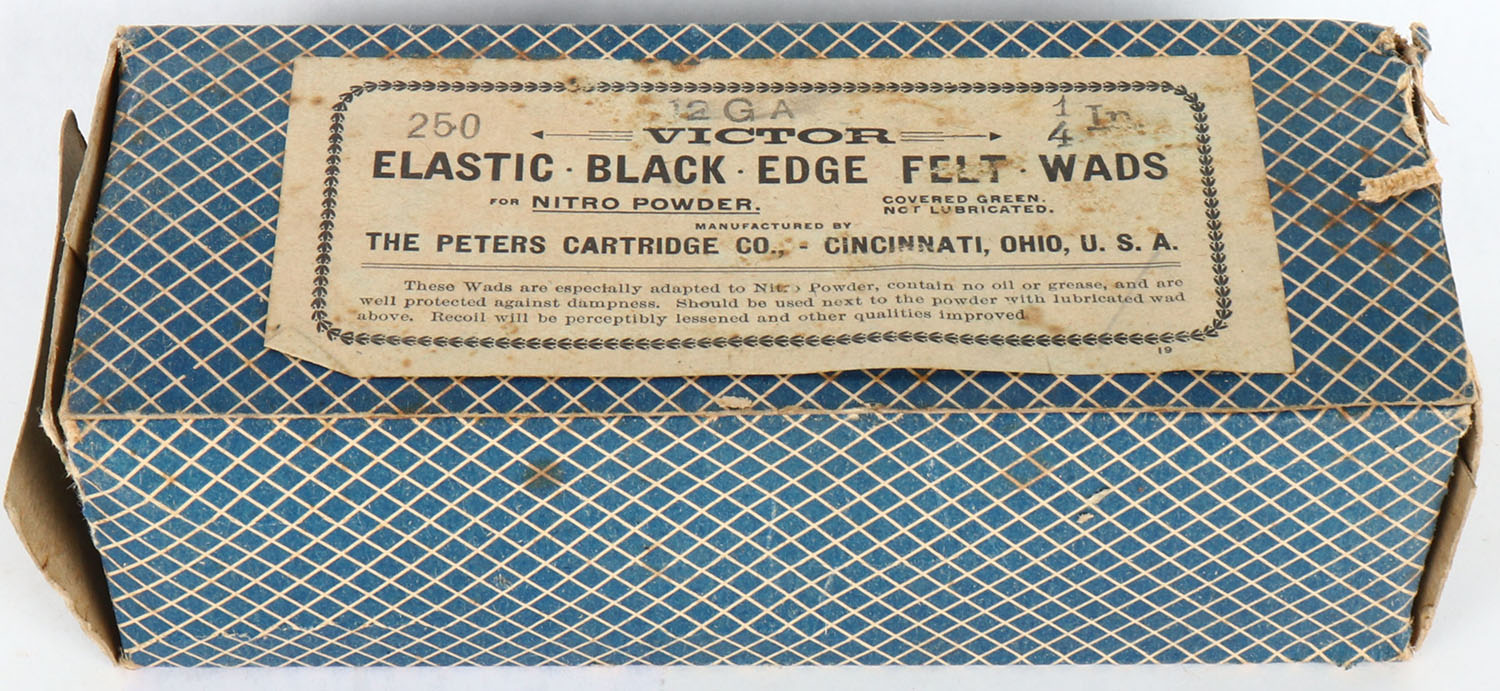 250 12 GA 1/4 In.
VICTOR
ELASTIC · BLACK · EDGE FELT · WADS
FOR NITRO POWDER. COVERED GREEN.
NOT LUBRICATED.
MANUFACTURED BY
THE PETERS CARTRIDGE CO., - CINCINNATI, OHIO, U. S. A.
These Wads are especially adapted to Nitro Powder, contain no oil or grease, and are
well protected against dampness. Should be used next to the powder with lubricated wad
above. Recoil will be perceptibly lessened and other qualities improved
19